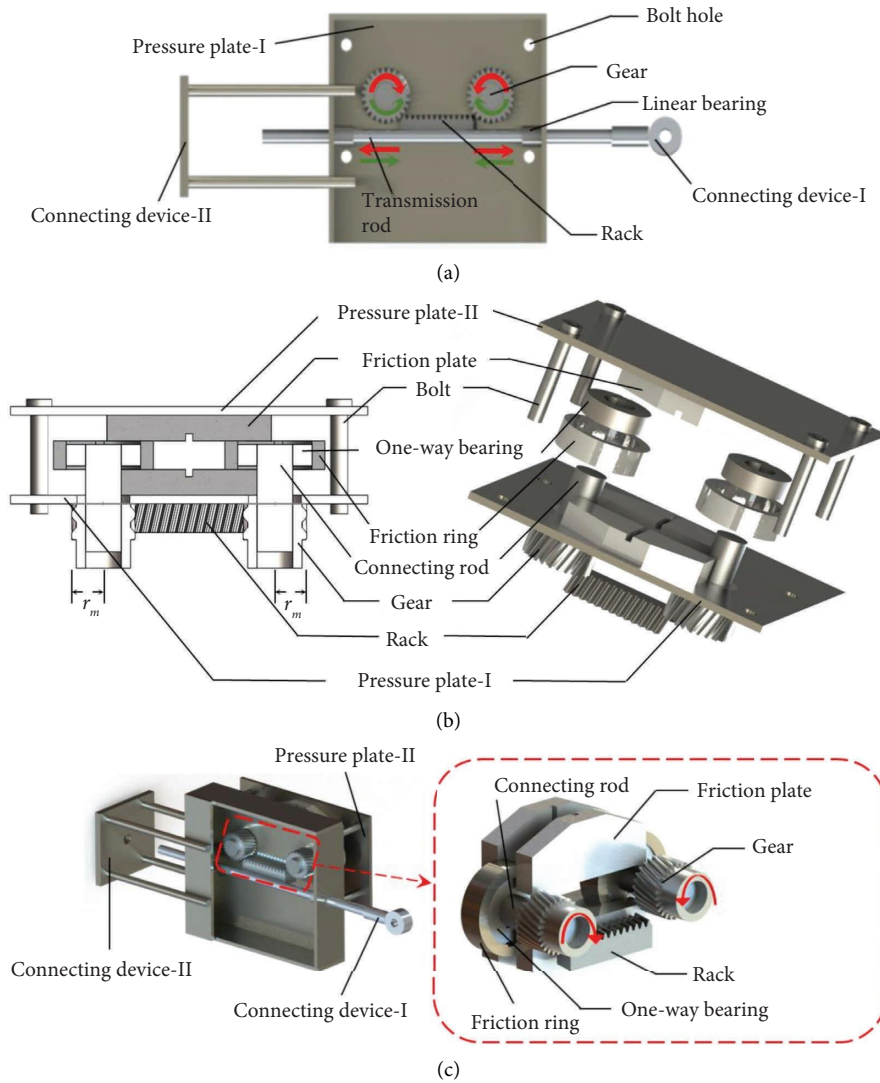 Bolt hole
Pressure plate-I
Gear
Linear bearing
Connecting device-II
Transmission
rod
Connecting device-I
Rack
(a)
Pressure plate-II
Friction plate
Bolt
One-way bearing
Friction ring
Connecting rod
r_m
r_m
Gear
Rack
Pressure plate-I
(b)
Pressure plate-II
Connecting rod
Friction plate
Gear
Connecting device-II
Rack
Connecting device-I
One-way bearing
Friction ring
(c)